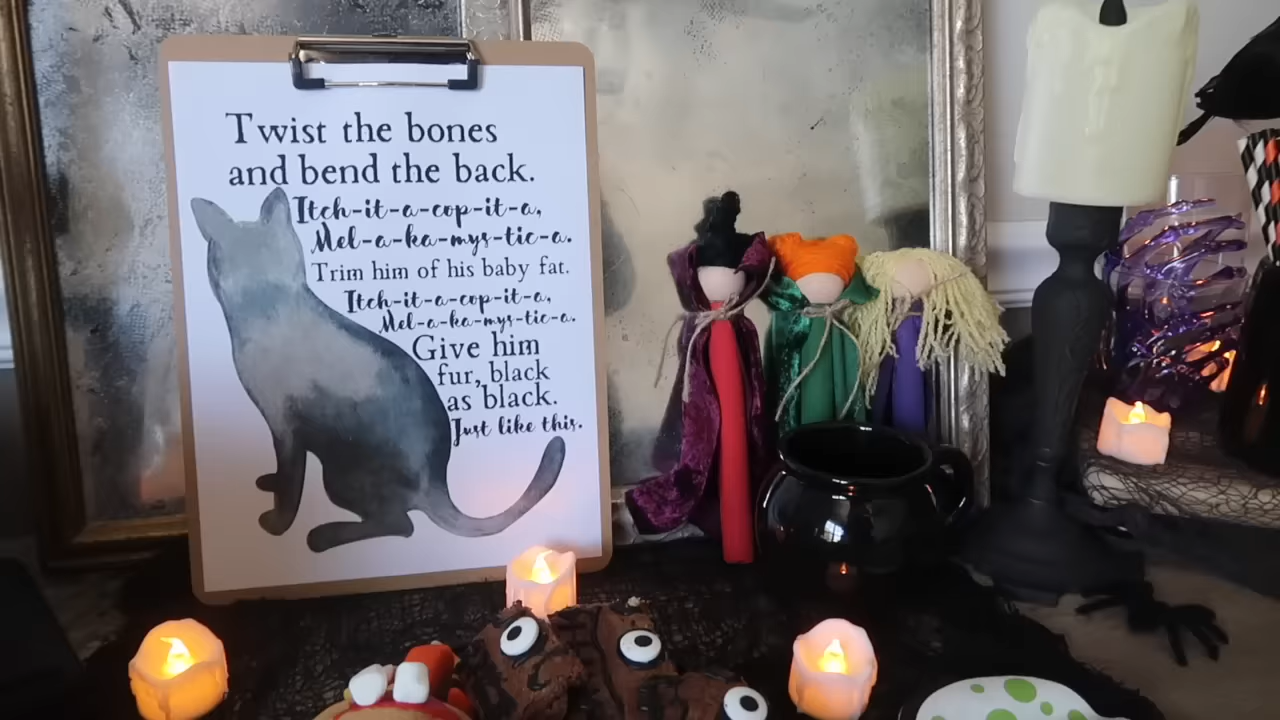 Twist the bones
and bend the back.
Itch-it-a-cop-it-a,
Mel-a-ka-mys-tic-a.
Trim him of his baby fat.
Itch-it-a-cop-it-a,
Mel-a-ka-mys-tic-a.
Give him
fur, black
as black.
Just like this.